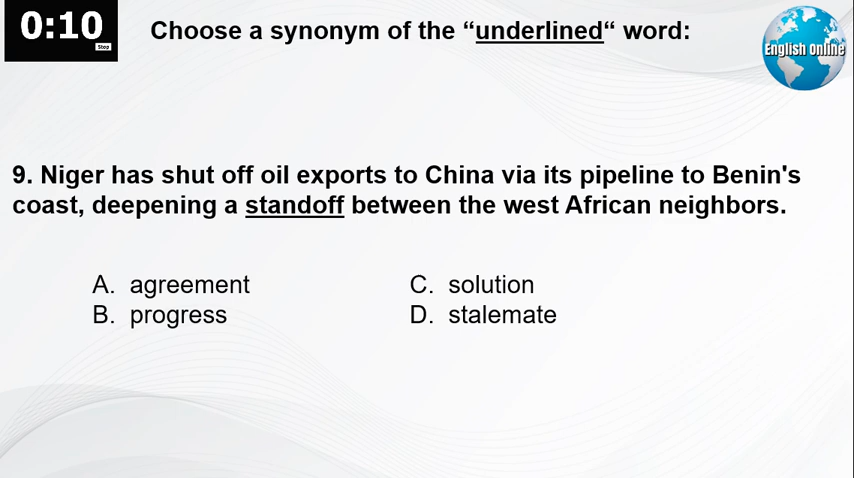 0:10
Stop
Choose a synonym of the “underlined“ word:
English Online
9. Niger has shut off oil exports to China via its pipeline to Benin's
coast, deepening a standoff between the west African neighbors.
A. agreement
B. progress
C. solution
D. stalemate